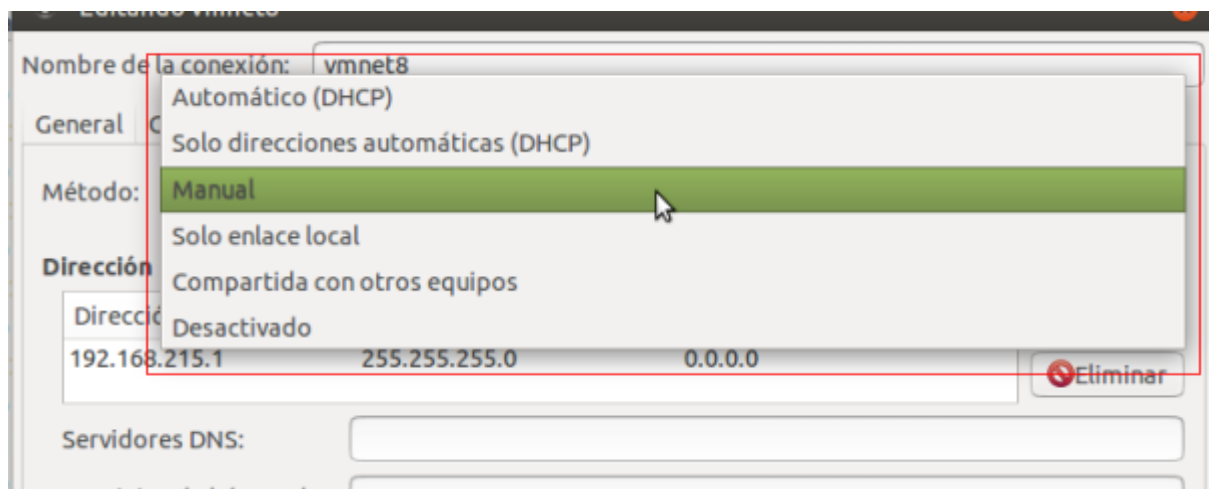 Editando vmnet8
Nombre de la conexión: vmnet8
Automático (DHCP)
General
Solo direcciones automáticas (DHCP)
Método: Manual
Solo enlace local
Dirección
Compartida con otros equipos
Desactivado
192.168.215.1 255.255.255.0 0.0.0.0
Eliminar
Servidores DNS: